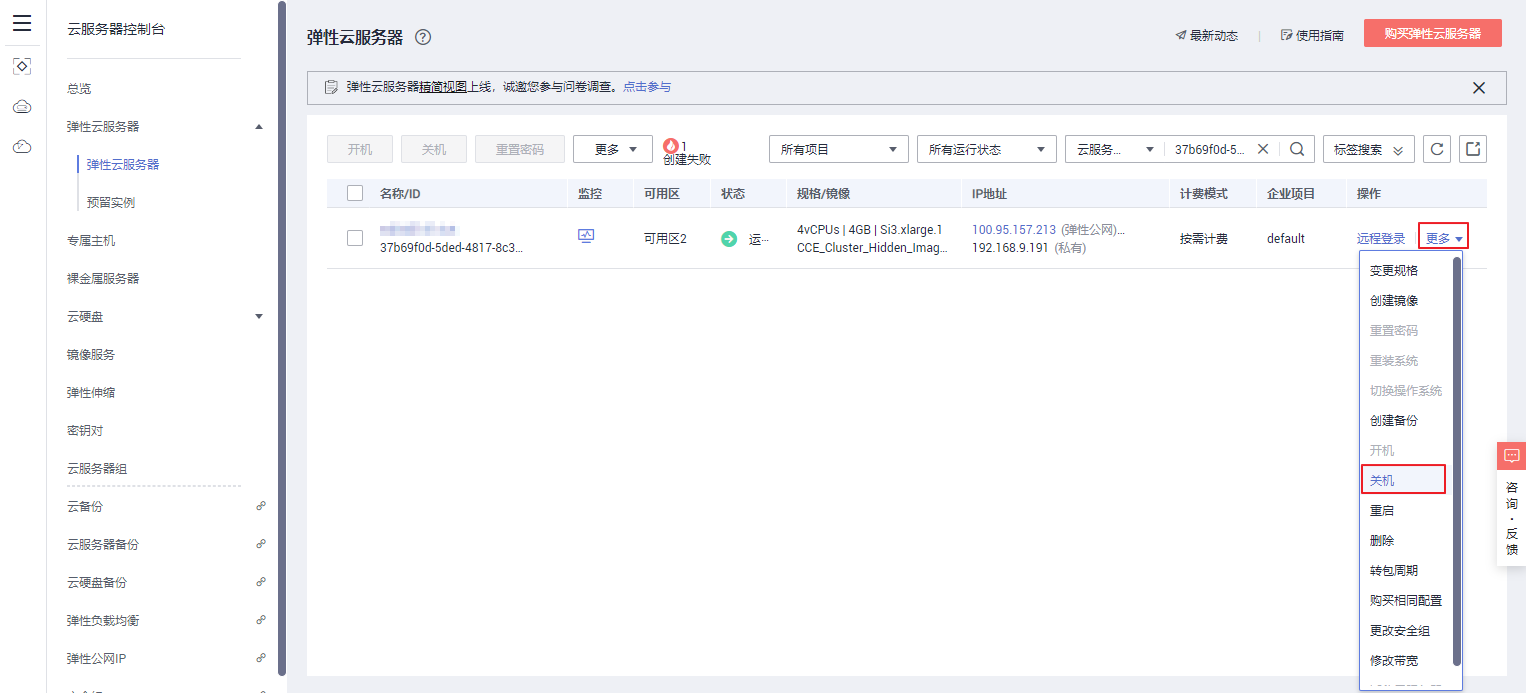 云服务器控制台
总览
弹性云服务器
弹性云服务器
预留实例
专属主机
裸金属服务器
云硬盘
镜像服务
弹性伸缩
密钥对
云服务器组
云备份
云服务器备份
云硬盘备份
弹性负载均衡
弹性公网IP
弹性云服务器
最新动态 | 使用指南 购买弹性云服务器
弹性云服务器精简视图上线，诚邀您参与问卷调查。点击参与
开机 关机 重置密码 更多 1 创建失败 所有项目 所有运行状态 云服务... 37b69f0d-5... 标签搜索
名称/ID 监控 可用区 状态 规格/镜像 IP地址 计费模式 企业项目 操作
4vCPUs | 4GB | Si3.xlarge.1 100.95.157.213 (弹性公网)...
可用区2 运... 按需计费 default 远程登录 更多
37b69f0d-5ded-4817-8c3... CCE_Cluster_Hidden_Imag... 192.168.9.191 (私有)
变更规格
创建镜像
重置密码
重装系统
切换操作系统
创建备份
开机
关机
重启
删除
转包周期
购买相同配置
更改安全组
修改带宽
咨询·反馈